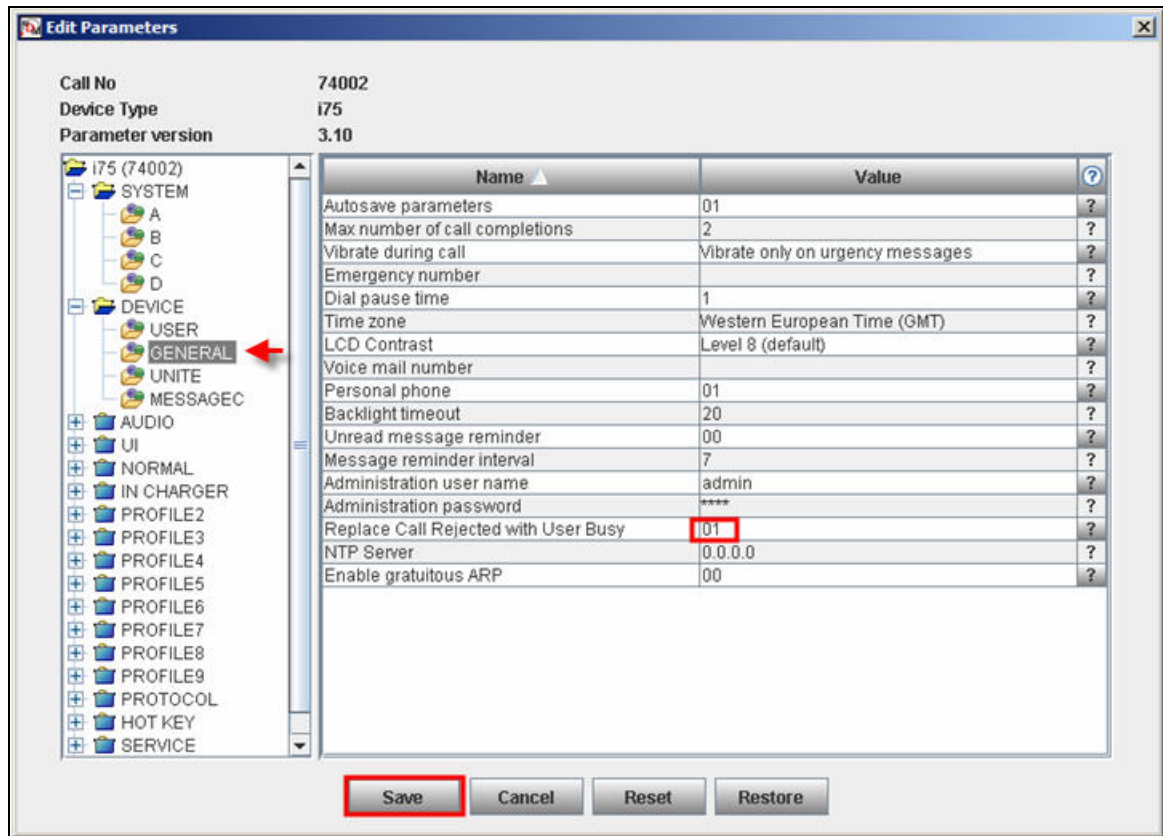 Edit Parameters
Call No 74002
Device Type i75
Parameter version 3.10
i75 (74002)
SYSTEM
A
B
C
D
DEVICE
USER
GENERAL
UNITE
MESSAGEC
AUDIO
UI
NORMAL
IN CHARGER
PROFILE2
PROFILE3
PROFILE4
PROFILE5
PROFILE6
PROFILE7
PROFILE8
PROFILE9
PROTOCOL
HOT KEY
SERVICE
Name Value ?
Autosave parameters 01 ?
Max number of call completions 2 ?
Vibrate during call Vibrate only on urgency messages ?
Emergency number ?
Dial pause time 1 ?
Time zone Western European Time (GMT) ?
LCD Contrast Level 8 (default) ?
Voice mail number ?
Personal phone 01 ?
Backlight timeout 20 ?
Unread message reminder 00 ?
Message reminder interval 7 ?
Administration user name admin ?
Administration password **** ?
Replace Call Rejected with User Busy 01 ?
NTP Server 0.0.0.0 ?
Enable gratuitous ARP 00 ?
Save Cancel Reset Restore